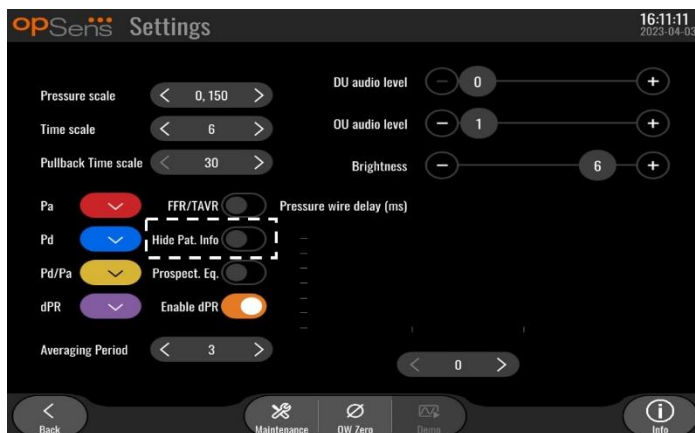 opSens Settings
16:11:11
2023-04-03
Pressure scale < 0, 150 >
Time scale < 6 >
Pullback Time scale < 30 >
DU audio level - 0 +
OU audio level - 1 +
Brightness - 6 +
Pa
FFR/TAVR
Pressure wire delay (ms)
Pd
Hide Pat. Info
Pd/Pa
Prospect. Eq.
dPR
Enable dPR
Averaging Period < 3 >
< 0 >
Back
Maintenance
OW Zero
Demo
Info